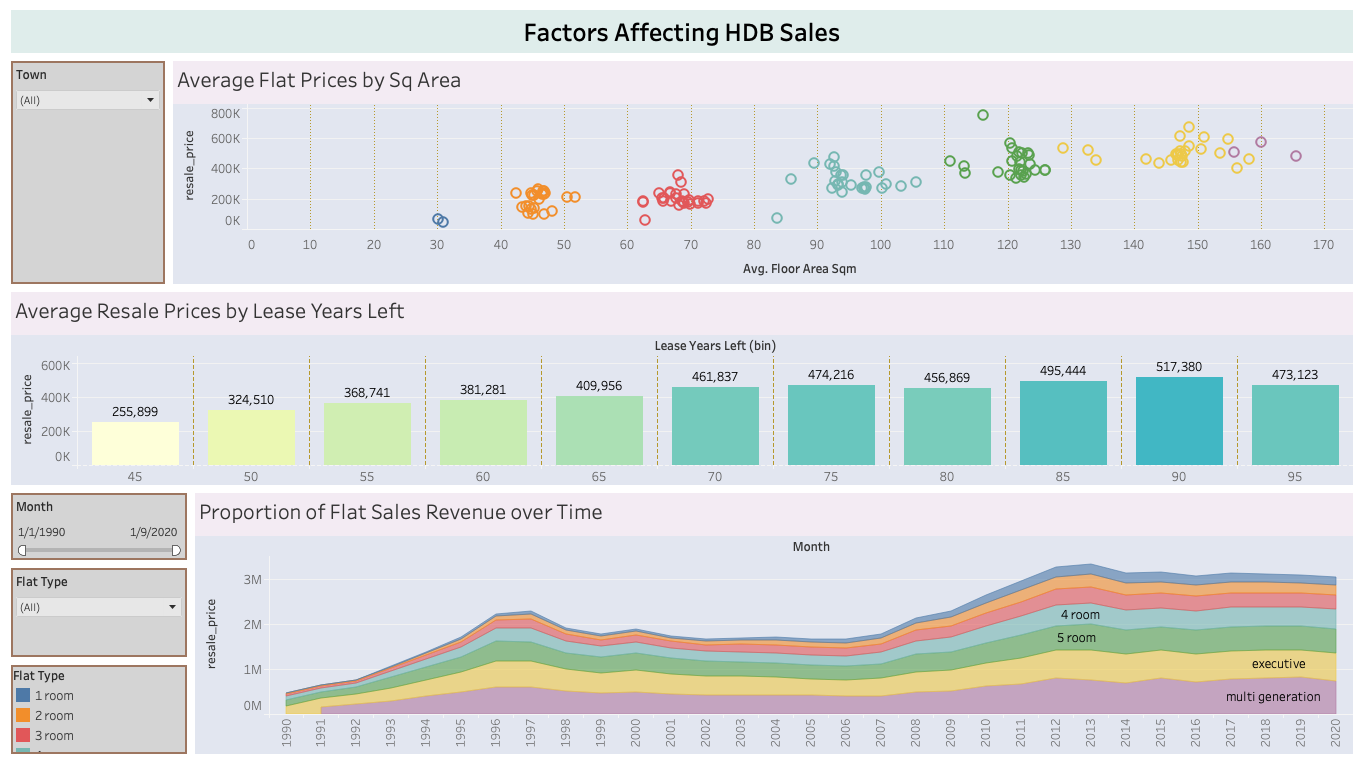 Factors Affecting HDB Sales
Town
(All)
Average Flat Prices by Sq Area
resale_price
800K
600K
400K
200K
0K
0 10 20 30 40 50 60 70 80 90 100 110 120 130 140 150 160 170
Avg. Floor Area Sqm
Average Resale Prices by Lease Years Left
Lease Years Left (bin)
resale_price
600K
400K
200K
0K
255,899 324,510 368,741 381,281 409,956 461,837 474,216 456,869 495,444 517,380 473,123
45 50 55 60 65 70 75 80 85 90 95
Month
1/1/1990 1/9/2020
Flat Type
(All)
Flat Type
1 room
2 room
3 room
Proportion of Flat Sales Revenue over Time
Month
resale_price
3M
2M
1M
0M
4 room
5 room
executive
multi generation
1990 1991 1992 1993 1994 1995 1996 1997 1998 1999 2000 2001 2002 2003 2004 2005 2006 2007 2008 2009 2010 2011 2012 2013 2014 2015 2016 2017 2018 2019 2020